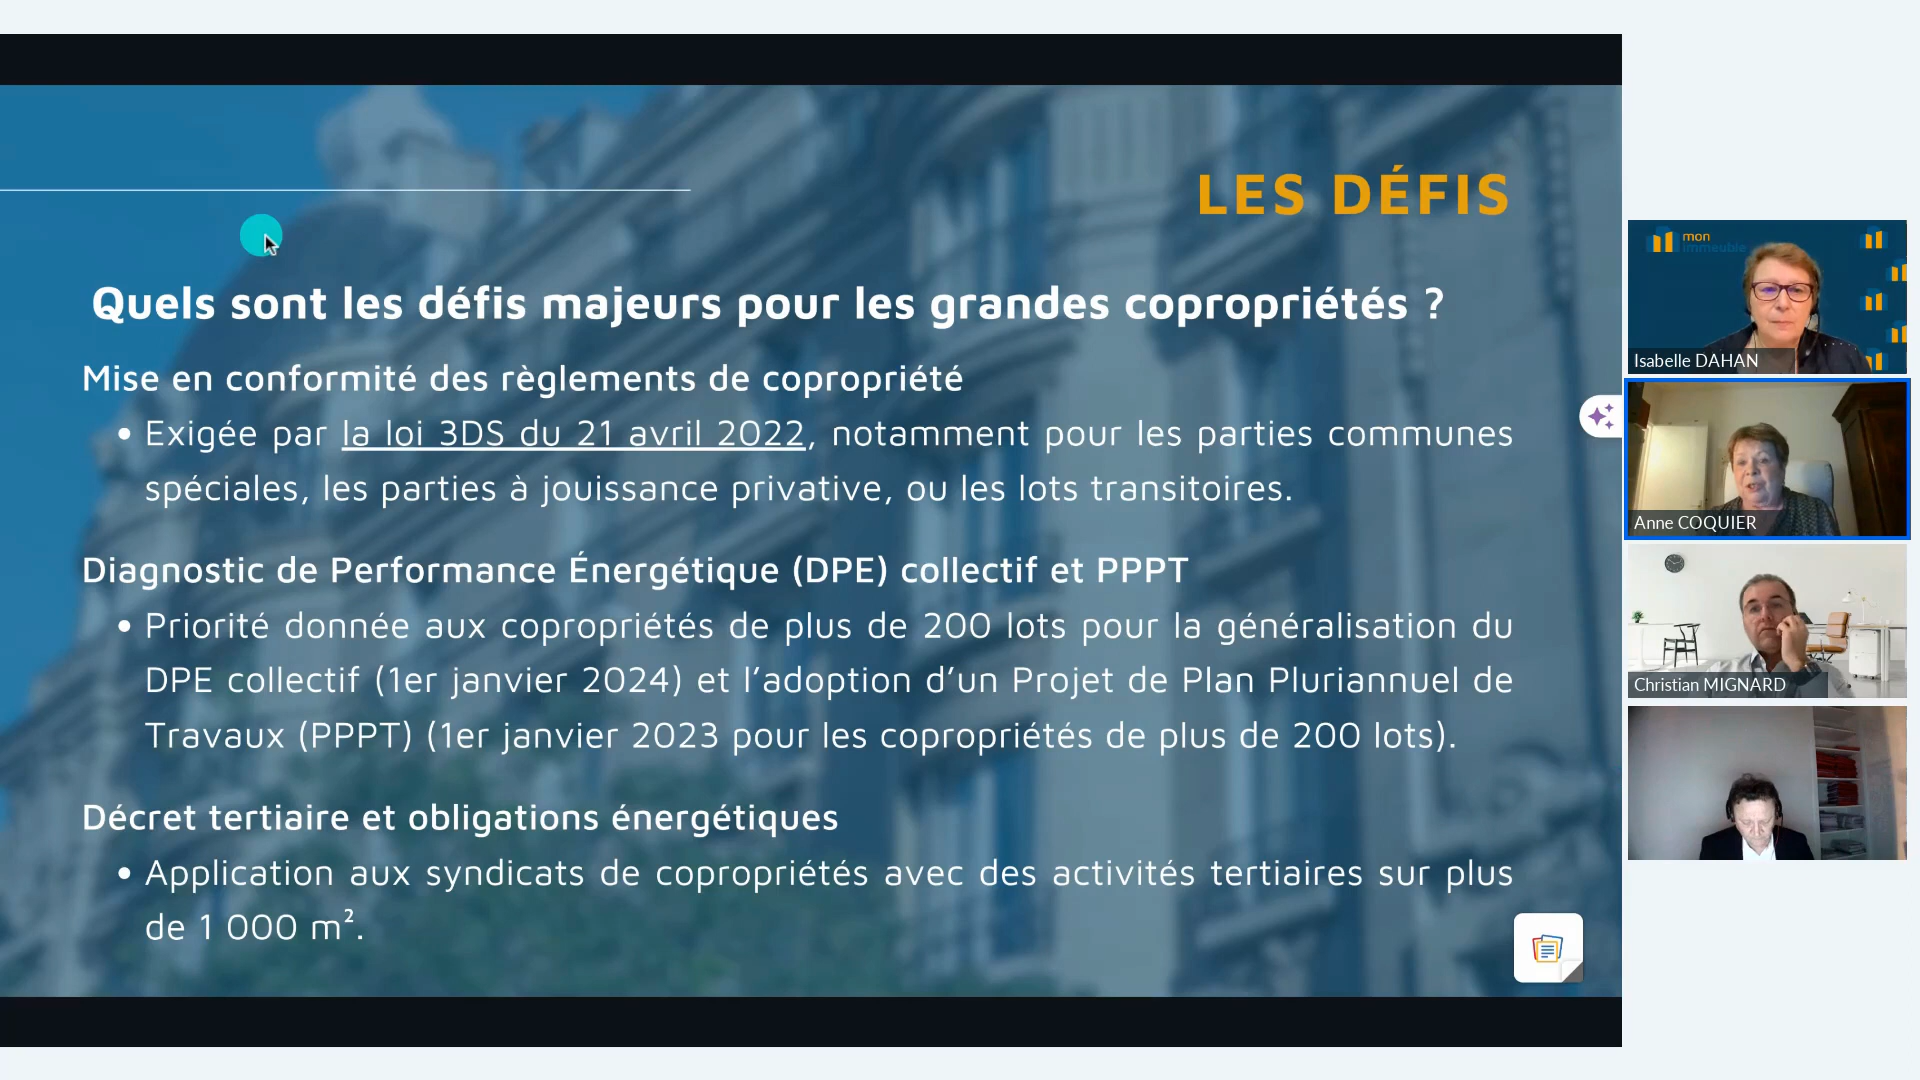 LES DÉFIS
Quels sont les défis majeurs pour les grandes copropriétés ?
Mise en conformité des règlements de copropriété
• Exigée par la loi 3DS du 21 avril 2022, notamment pour les parties communes
spéciales, les parties à jouissance privative, ou les lots transitoires.
Diagnostic de Performance Énergétique (DPE) collectif et PPPT
• Priorité donnée aux copropriétés de plus de 200 lots pour la généralisation du
DPE collectif (1er janvier 2024) et l’adoption d’un Projet de Plan Pluriannuel de
Travaux (PPPT) (1er janvier 2023 pour les copropriétés de plus de 200 lots).
Décret tertiaire et obligations énergétiques
• Application aux syndicats de copropriétés avec des activités tertiaires sur plus
de 1 000 m².
mon
immeuble
Isabelle DAHAN
Anne COQUIER
Christian MIGNARD